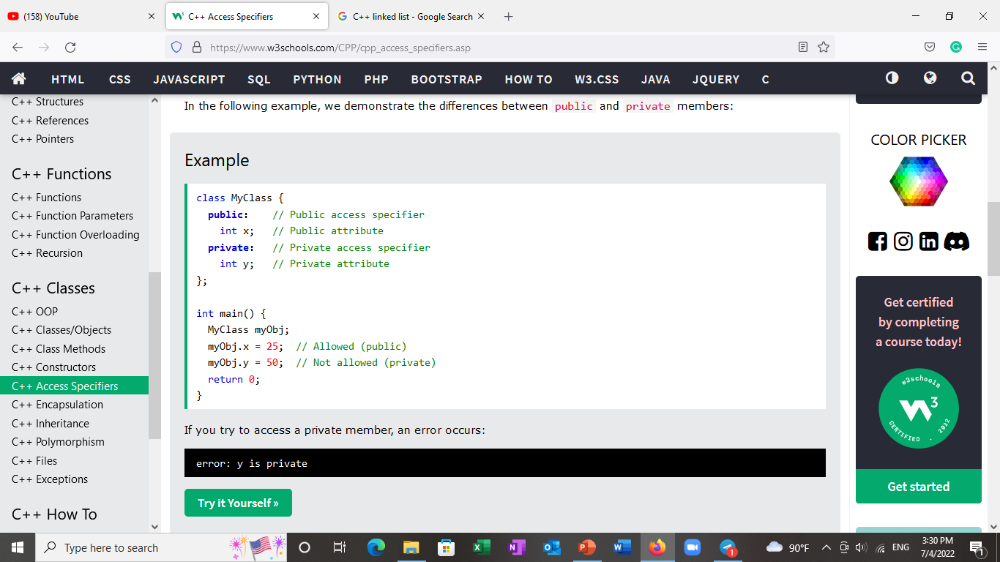 (158) YouTube
C++ Access Specifiers
C++ linked list - Google Search
https://www.w3schools.com/CPP/cpp_access_specifiers.asp
HTML CSS JAVASCRIPT SQL PYTHON PHP BOOTSTRAP HOW TO W3.CSS JAVA JQUERY C
C++ Structures
C++ References
C++ Pointers
C++ Functions
C++ Functions
C++ Function Parameters
C++ Function Overloading
C++ Recursion
C++ Classes
C++ OOP
C++ Classes/Objects
C++ Class Methods
C++ Constructors
C++ Access Specifiers
C++ Encapsulation
C++ Inheritance
C++ Polymorphism
C++ Files
C++ Exceptions
C++ How To
In the following example, we demonstrate the differences between public and private members:
Example
class MyClass {
public: // Public access specifier
int x; // Public attribute
private: // Private access specifier
int y; // Private attribute
};
int main() {
MyClass myObj;
myObj.x = 25; // Allowed (public)
myObj.y = 50; // Not allowed (private)
return 0;
}
If you try to access a private member, an error occurs:
error: y is private
Try it Yourself »
COLOR PICKER
Get certified
by completing
a course today!
w3schools
W3
CERTIFIED . 2022
Get started
Type here to search
90°F
ENG
3:30 PM
7/4/2022
1
1